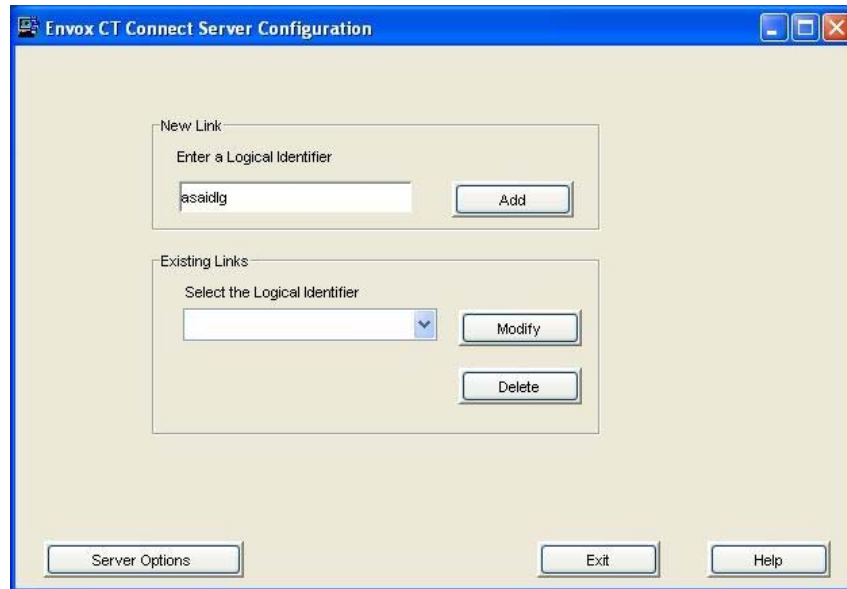 Envox CT Connect Server Configuration
New Link
Enter a Logical Identifier
asaidlg
Add
Existing Links
Select the Logical Identifier
Modify
Delete
Server Options
Exit
Help